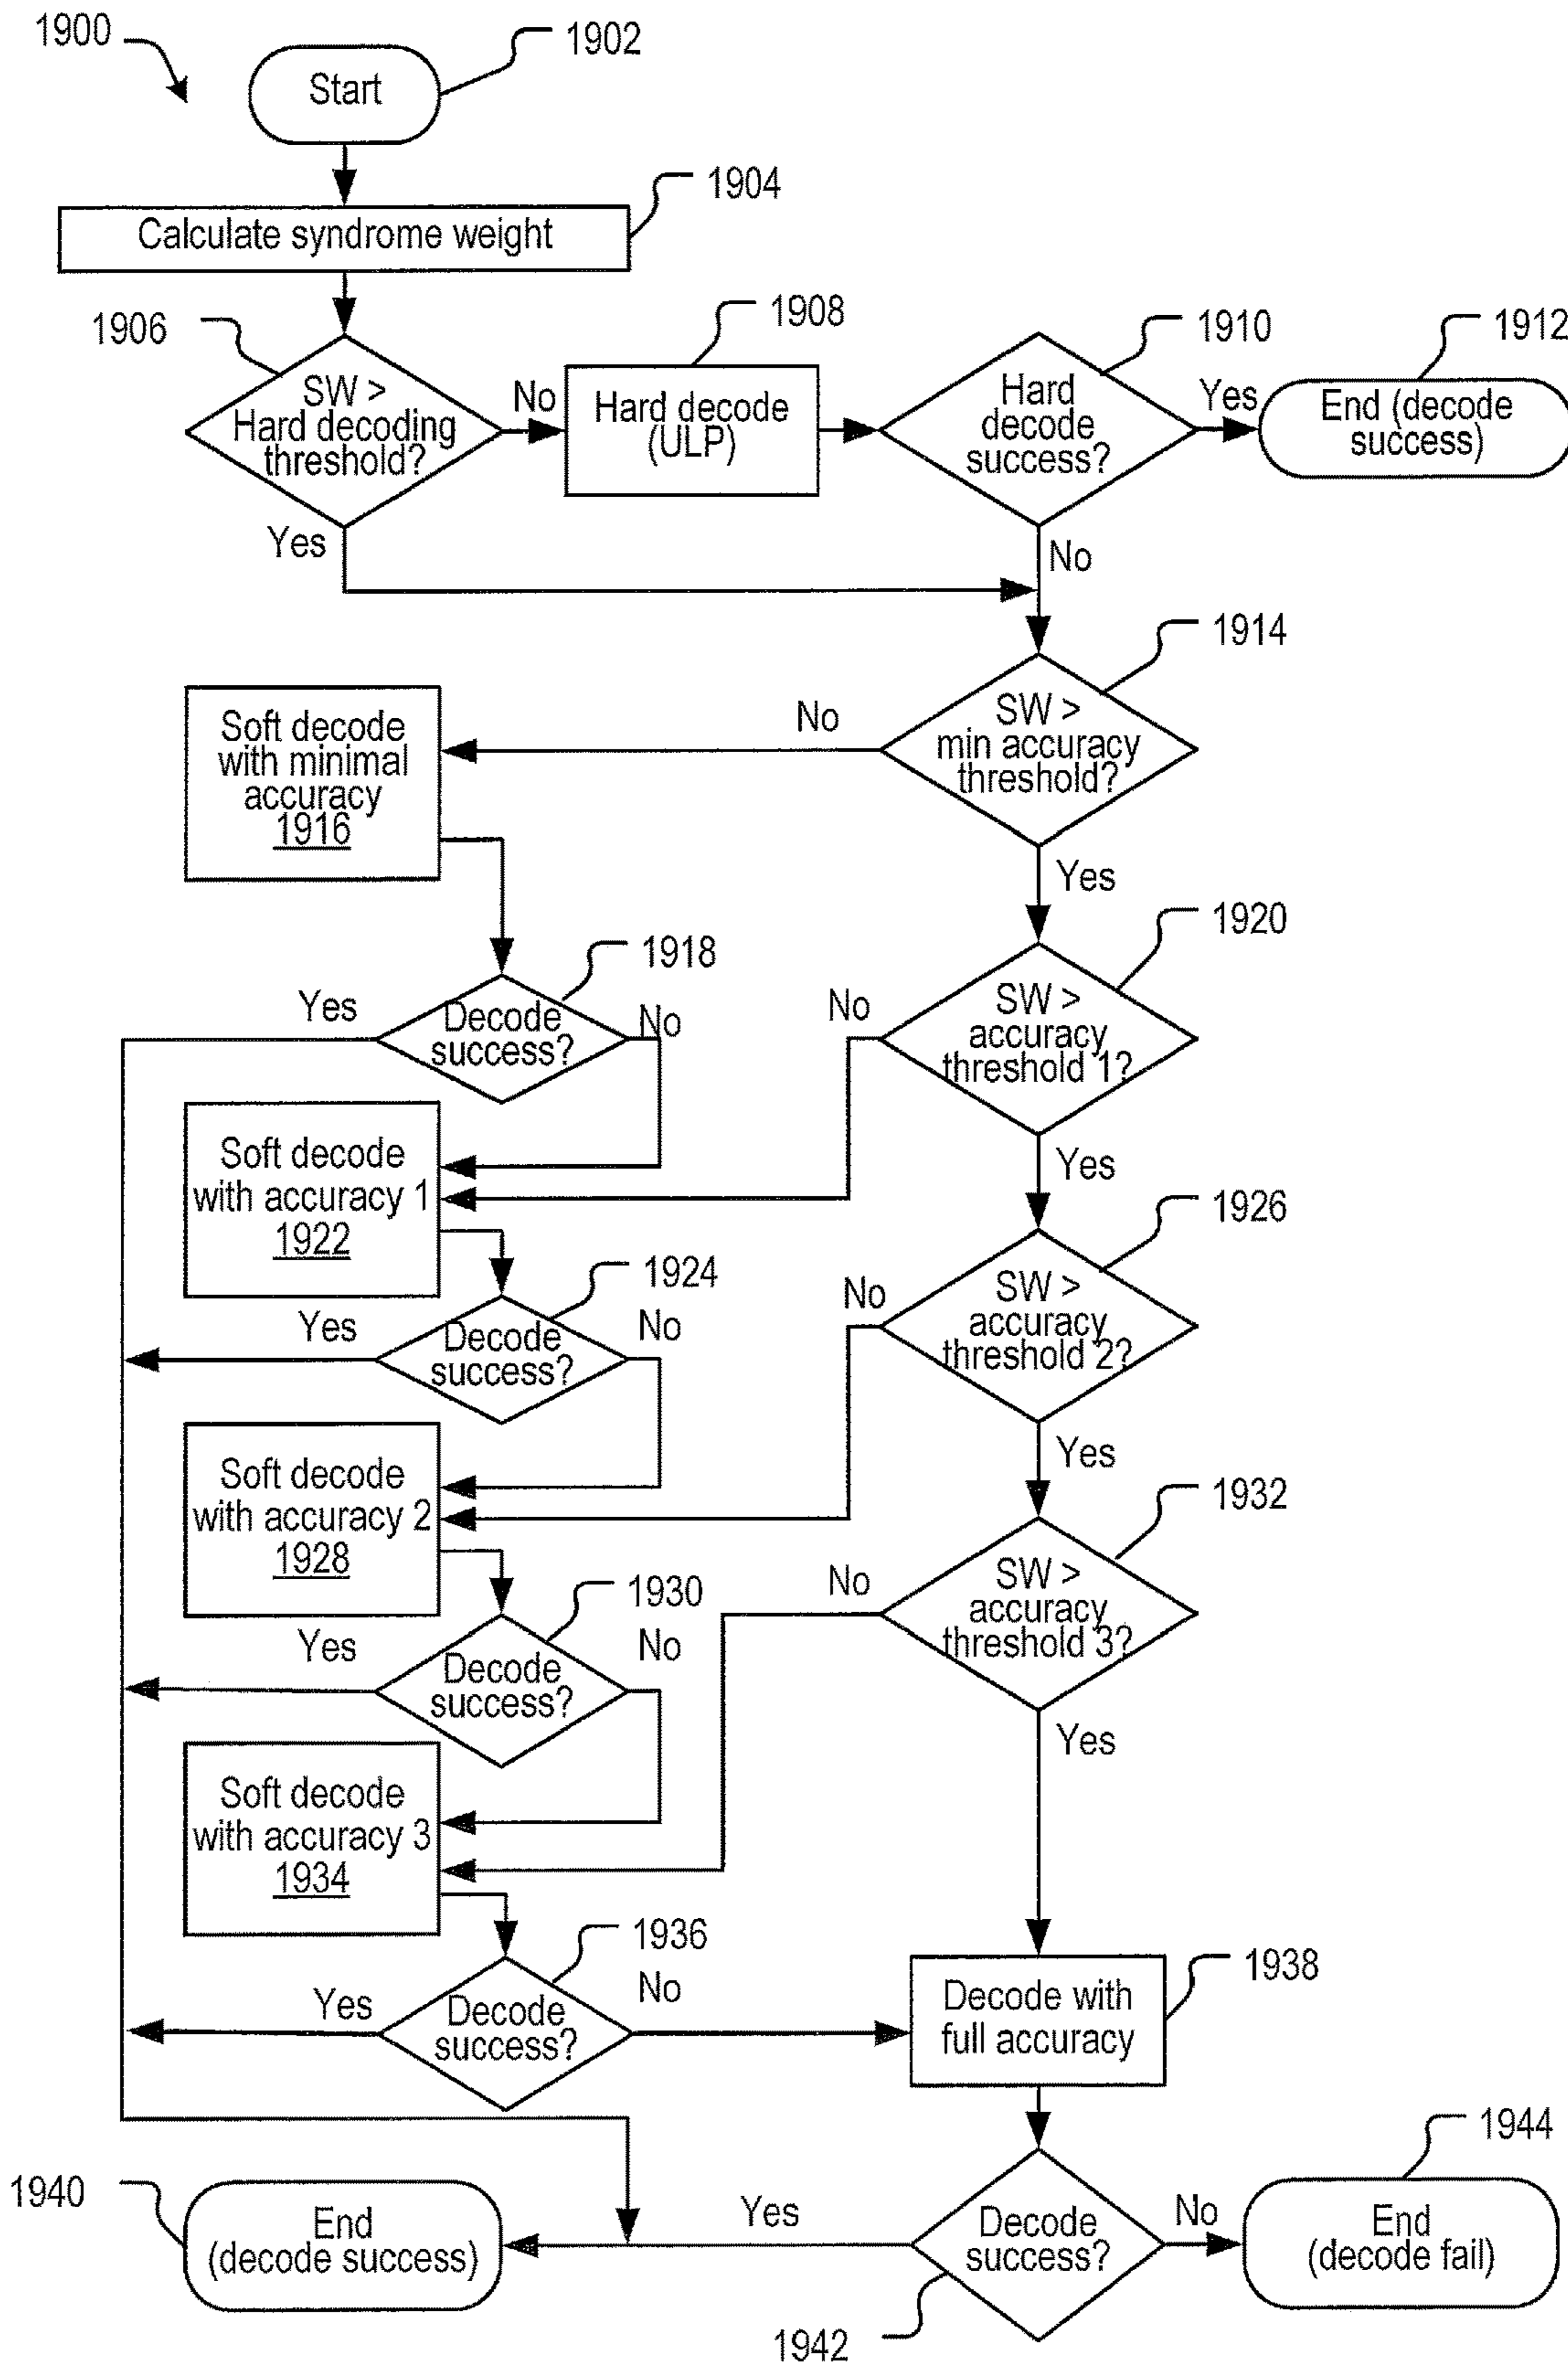 1900
1902
Start
1904
Calculate syndrome weight
1906
SW >
Hard decoding
threshold?
No
Yes
1908
Hard decode
(ULP)
1910
Hard
decode
success?
Yes
No
1912
End (decode
success)
1914
SW >
min accuracy
threshold?
No
Yes
Soft decode
with minimal
accuracy
1916
1918
Decode
success?
Yes
No
1920
SW >
accuracy
threshold 1?
No
Yes
Soft decode
with accuracy 1
1922
1924
Decode
success?
Yes
No
1926
SW >
accuracy
threshold 2?
No
Yes
Soft decode
with accuracy 2
1928
1930
Decode
success?
Yes
No
1932
SW >
accuracy
threshold 3?
No
Yes
Soft decode
with accuracy 3
1934
1936
Decode
success?
Yes
No
1938
Decode with
full accuracy
1940
End
(decode success)
Yes
Decode
success?
1942
No
1944
End
(decode fail)